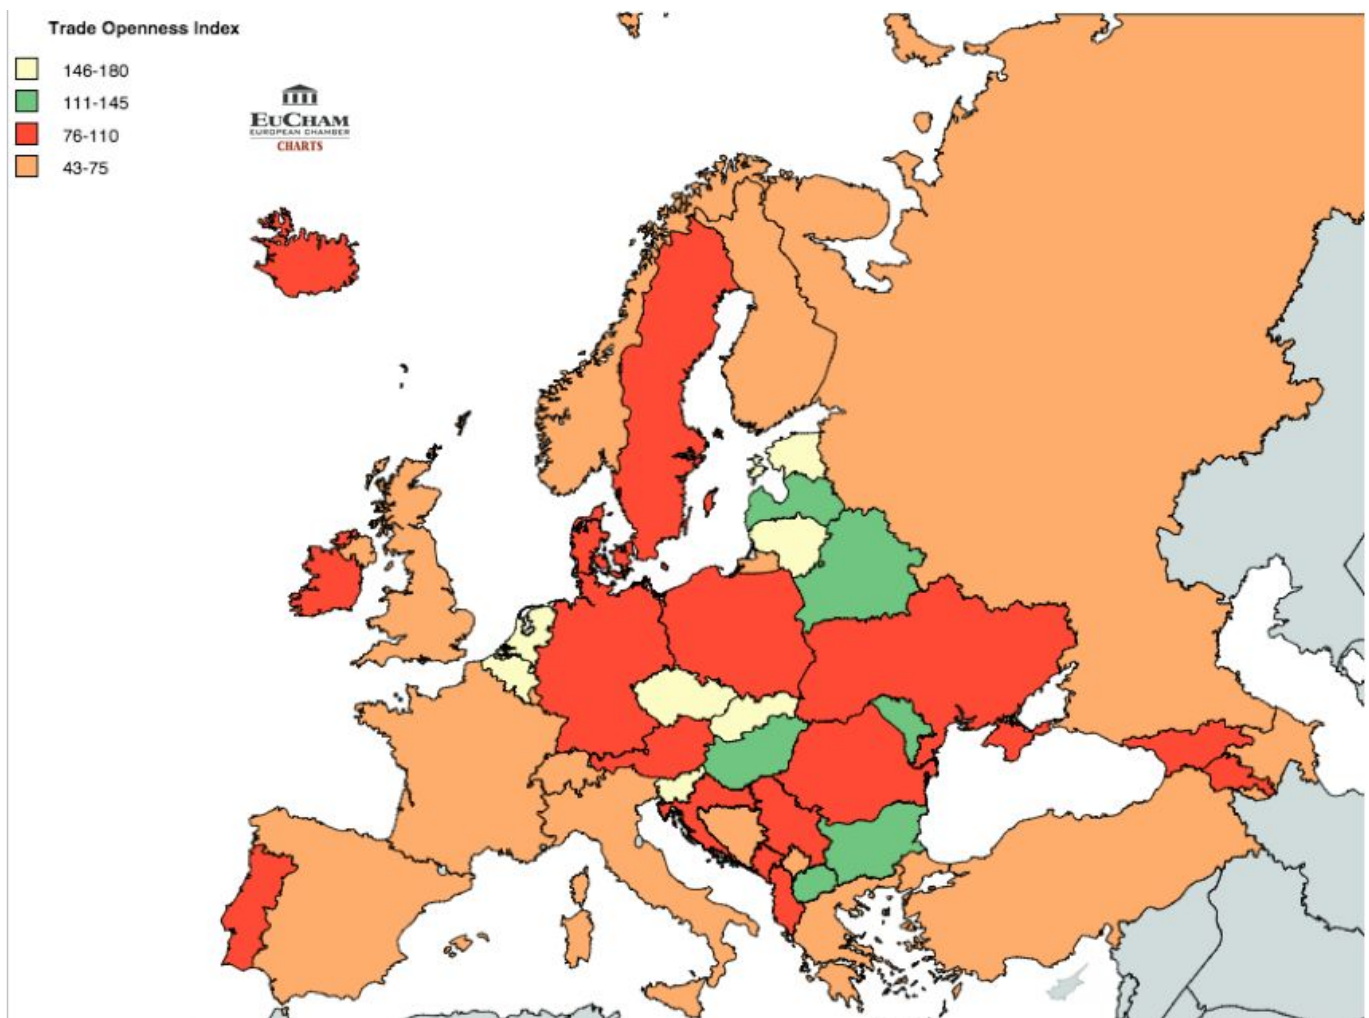 Trade Openness Index
146-180
111-145
76-110
43-75
EUCHAM
EUROPEAN CHAMBER
CHARTS